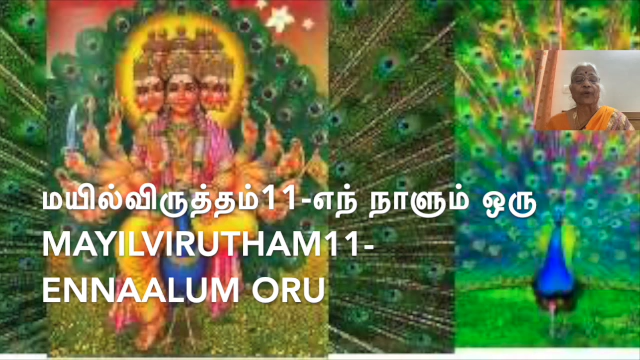 மயில்விருத்தம்11-எந் நாளும் ஒரு
MAYILVIRUTHAM11-
ENNAALUM ORU